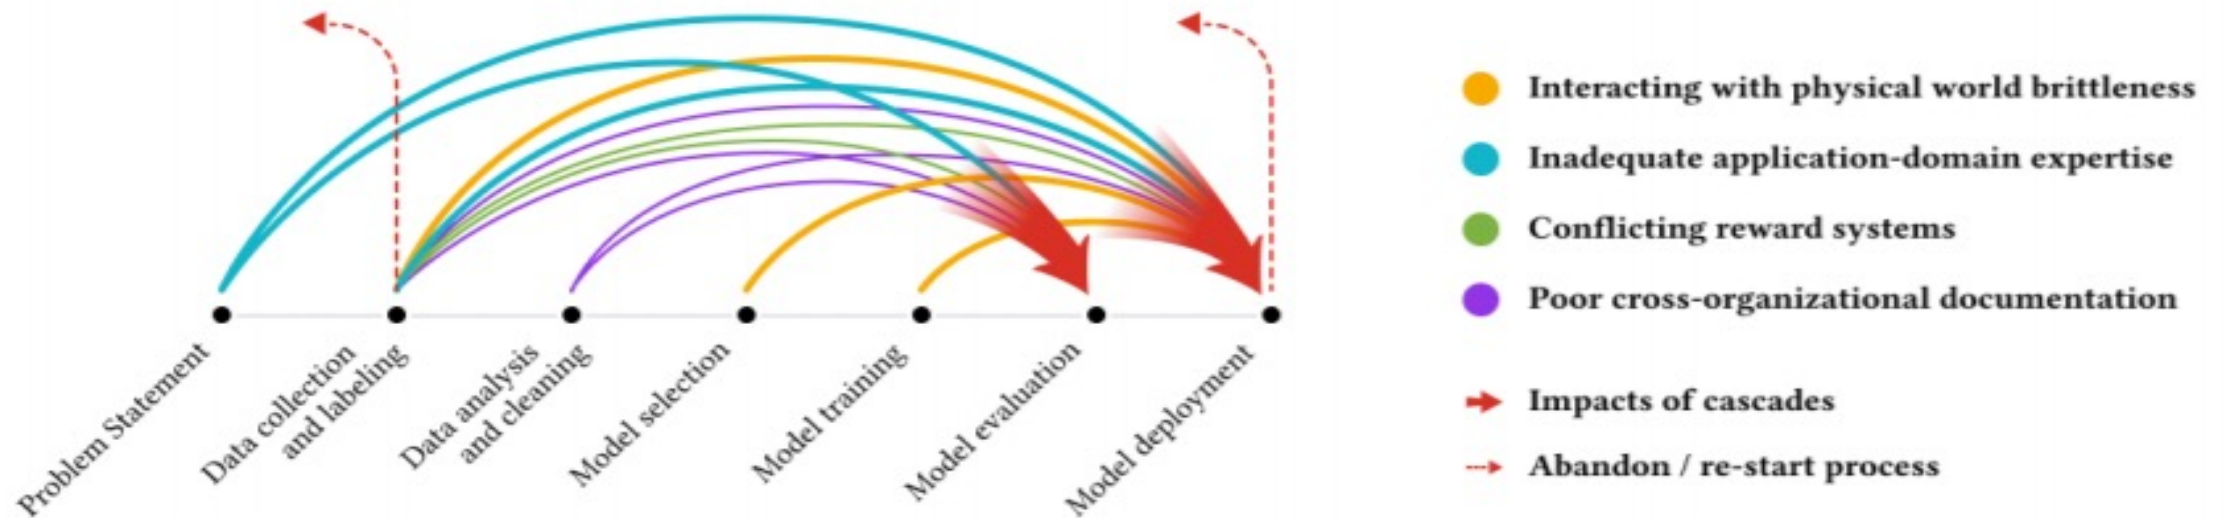 Problem Statement
Data collection
and labeling
Data analysis
and cleaning
Model selection
Model training
Model evaluation
Model deployment
Interacting with physical world brittleness
Inadequate application-domain expertise
Conflicting reward systems
Poor cross-organizational documentation
Impacts of cascades
Abandon / re-start process